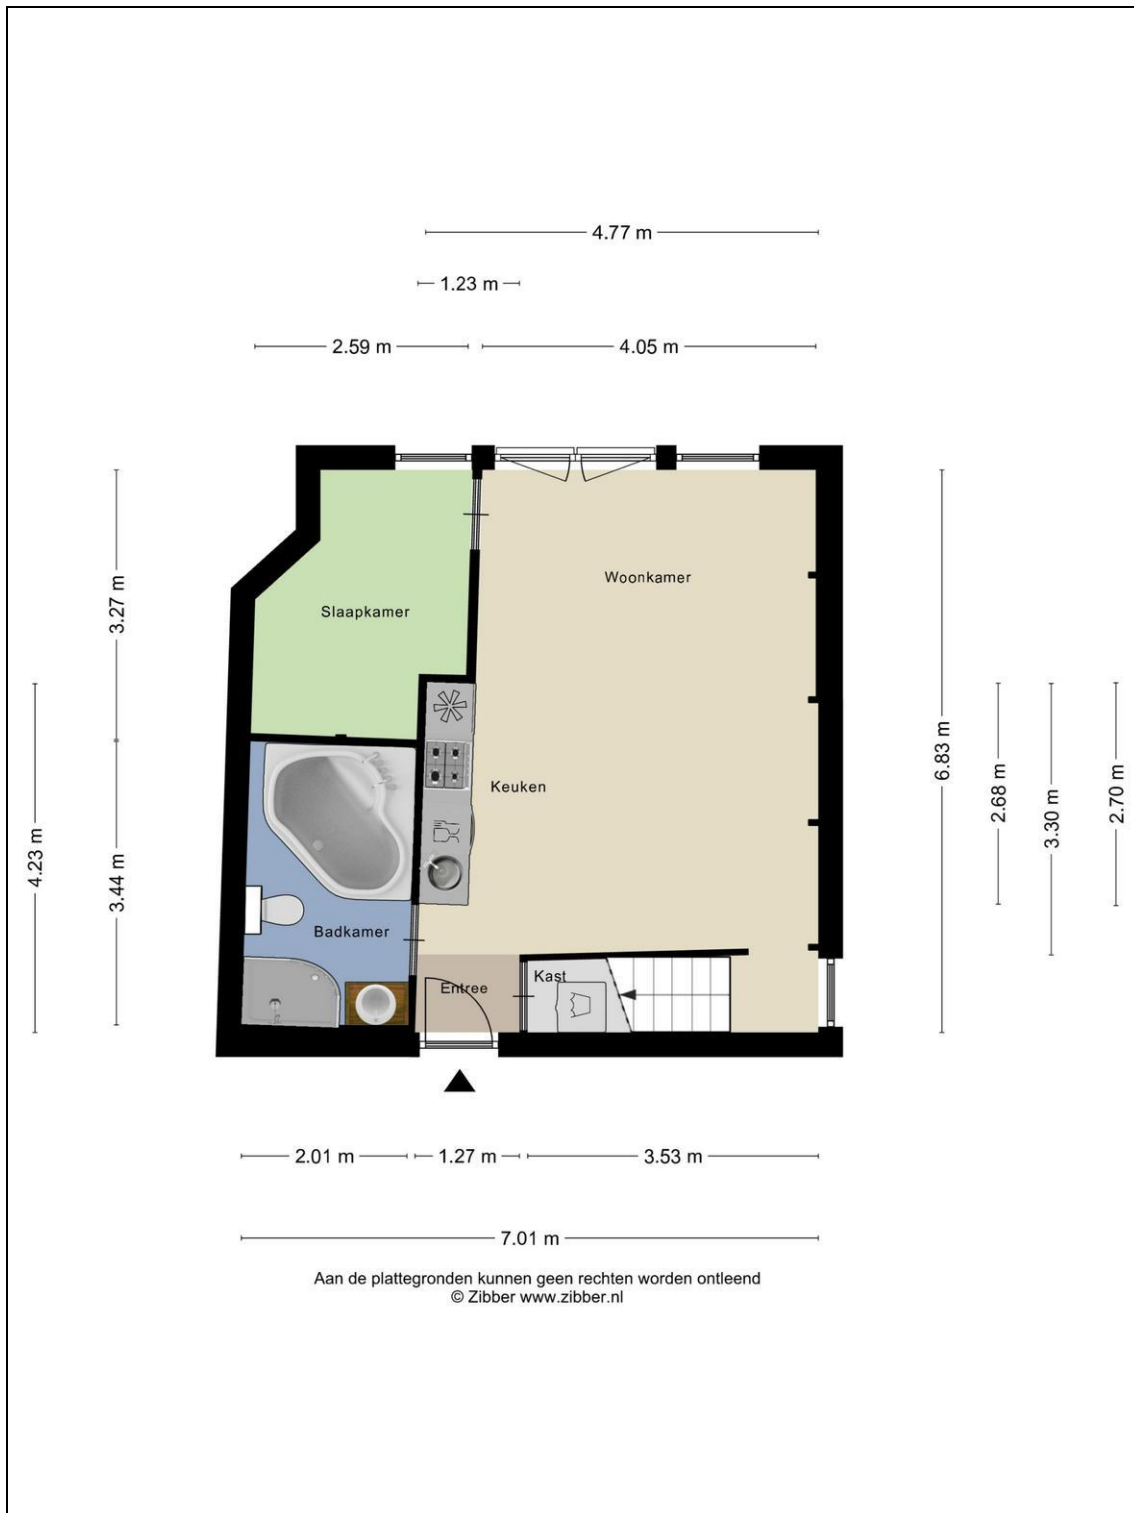 4.77 m
1.23 m
2.59 m
4.05 m
Woonkamer
Slaapkamer
3.27 m
6.83 m
Keuken
2.68 m
3.30 m
2.70 m
4.23 m
3.44 m
Badkamer
Kast
Entree
2.01 m
1.27 m
3.53 m
7.01 m
Aan de plattegronden kunnen geen rechten worden ontleend
© Zibber www.zibber.nl